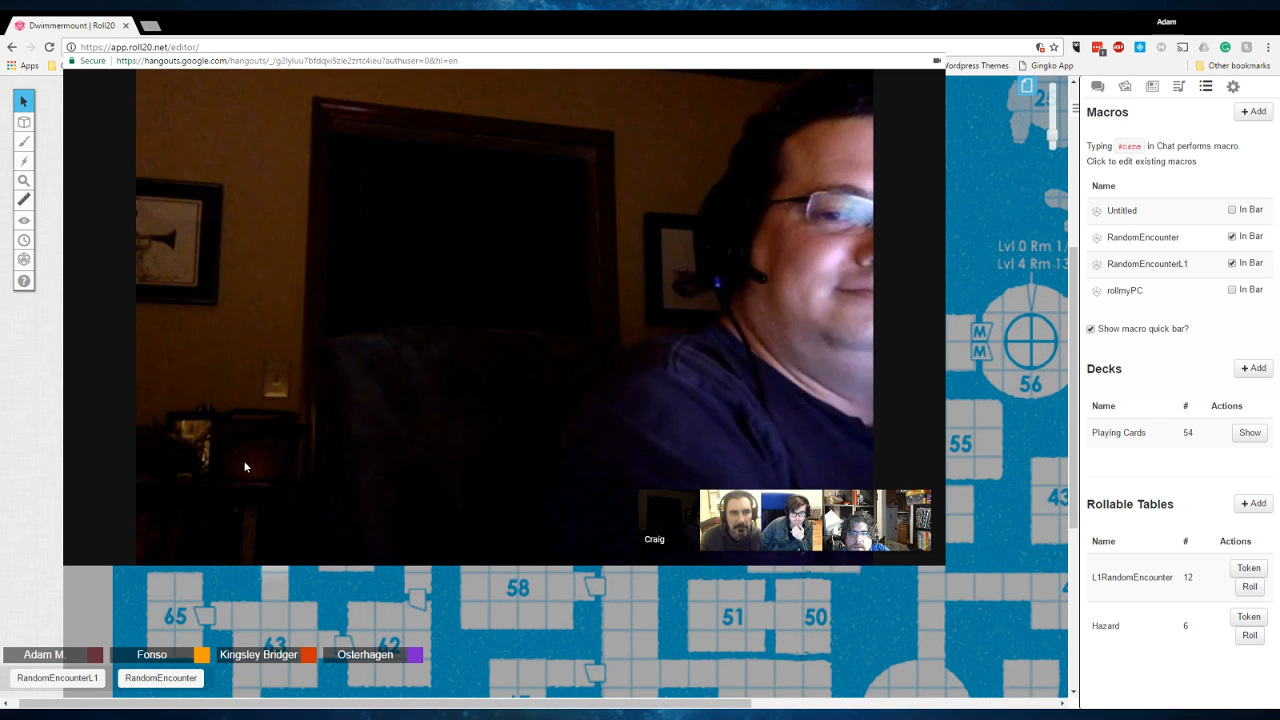 Adam
Dwimmermount | Roll20
https://app.roll20.net/editor/
Secure
https://hangouts.google.com/hangouts/_/g2lyluu7bfdqxi5zle2zrtc4ieu?authuser=0&hl=en
Apps
Wordpress Themes
Gingko App
Other bookmarks
Macros
+ Add
Typing #name in Chat performs macro.
Click to edit existing macros
Name
Untitled
In Bar
RandomEncounter
In Bar
RandomEncounterL1
In Bar
rollmyPC
In Bar
Show macro quick bar?
Decks
+ Add
Name # Actions
Playing Cards 54 Show
Rollable Tables
+ Add
Name # Actions
L1RandomEncounter 12 Token
Roll
Hazard 6 Token
Roll
25
Lvl 0 Rm 1
Lvl 4 Rm 13
M
M
56
55
43
Craig
58
65
63
62
51
50
Adam M.
Fonso
Kingsley Bridger
Osterhagen
RandomEncounterL1
RandomEncounter